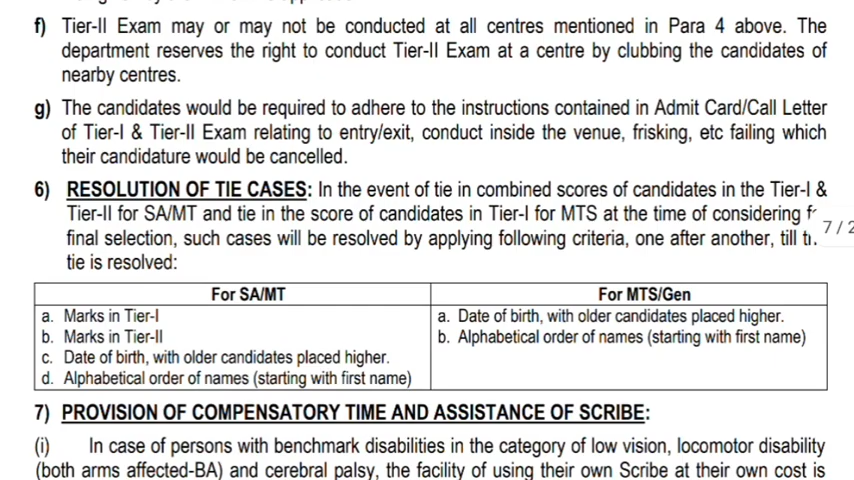 f) Tier-II Exam may or may not be conducted at all centres mentioned in Para 4 above. The
department reserves the right to conduct Tier-II Exam at a centre by clubbing the candidates of
nearby centres.
g) The candidates would be required to adhere to the instructions contained in Admit Card/Call Letter
of Tier-I & Tier-II Exam relating to entry/exit, conduct inside the venue, frisking, etc failing which
their candidature would be cancelled.
6) RESOLUTION OF TIE CASES: In the event of tie in combined scores of candidates in the Tier-I &
Tier-II for SA/MT and tie in the score of candidates in Tier-I for MTS at the time of considering
final selection, such cases will be resolved by applying following criteria, one after another, till
7 / 2
tie is resolved:
For SA/MT
a. Marks in Tier-I
b. Marks in Tier-II
c. Date of birth, with older candidates placed higher.
d. Alphabetical order of names (starting with first name)
For MTS/Gen
a. Date of birth, with older candidates placed higher.
b. Alphabetical order of names (starting with first name)
7) PROVISION OF COMPENSATORY TIME AND ASSISTANCE OF SCRIBE:
(i) In case of persons with benchmark disabilities in the category of low vision, locomotor disability
(both arms affected-BA) and cerebral palsy, the facility of using their own Scribe at their own cost is